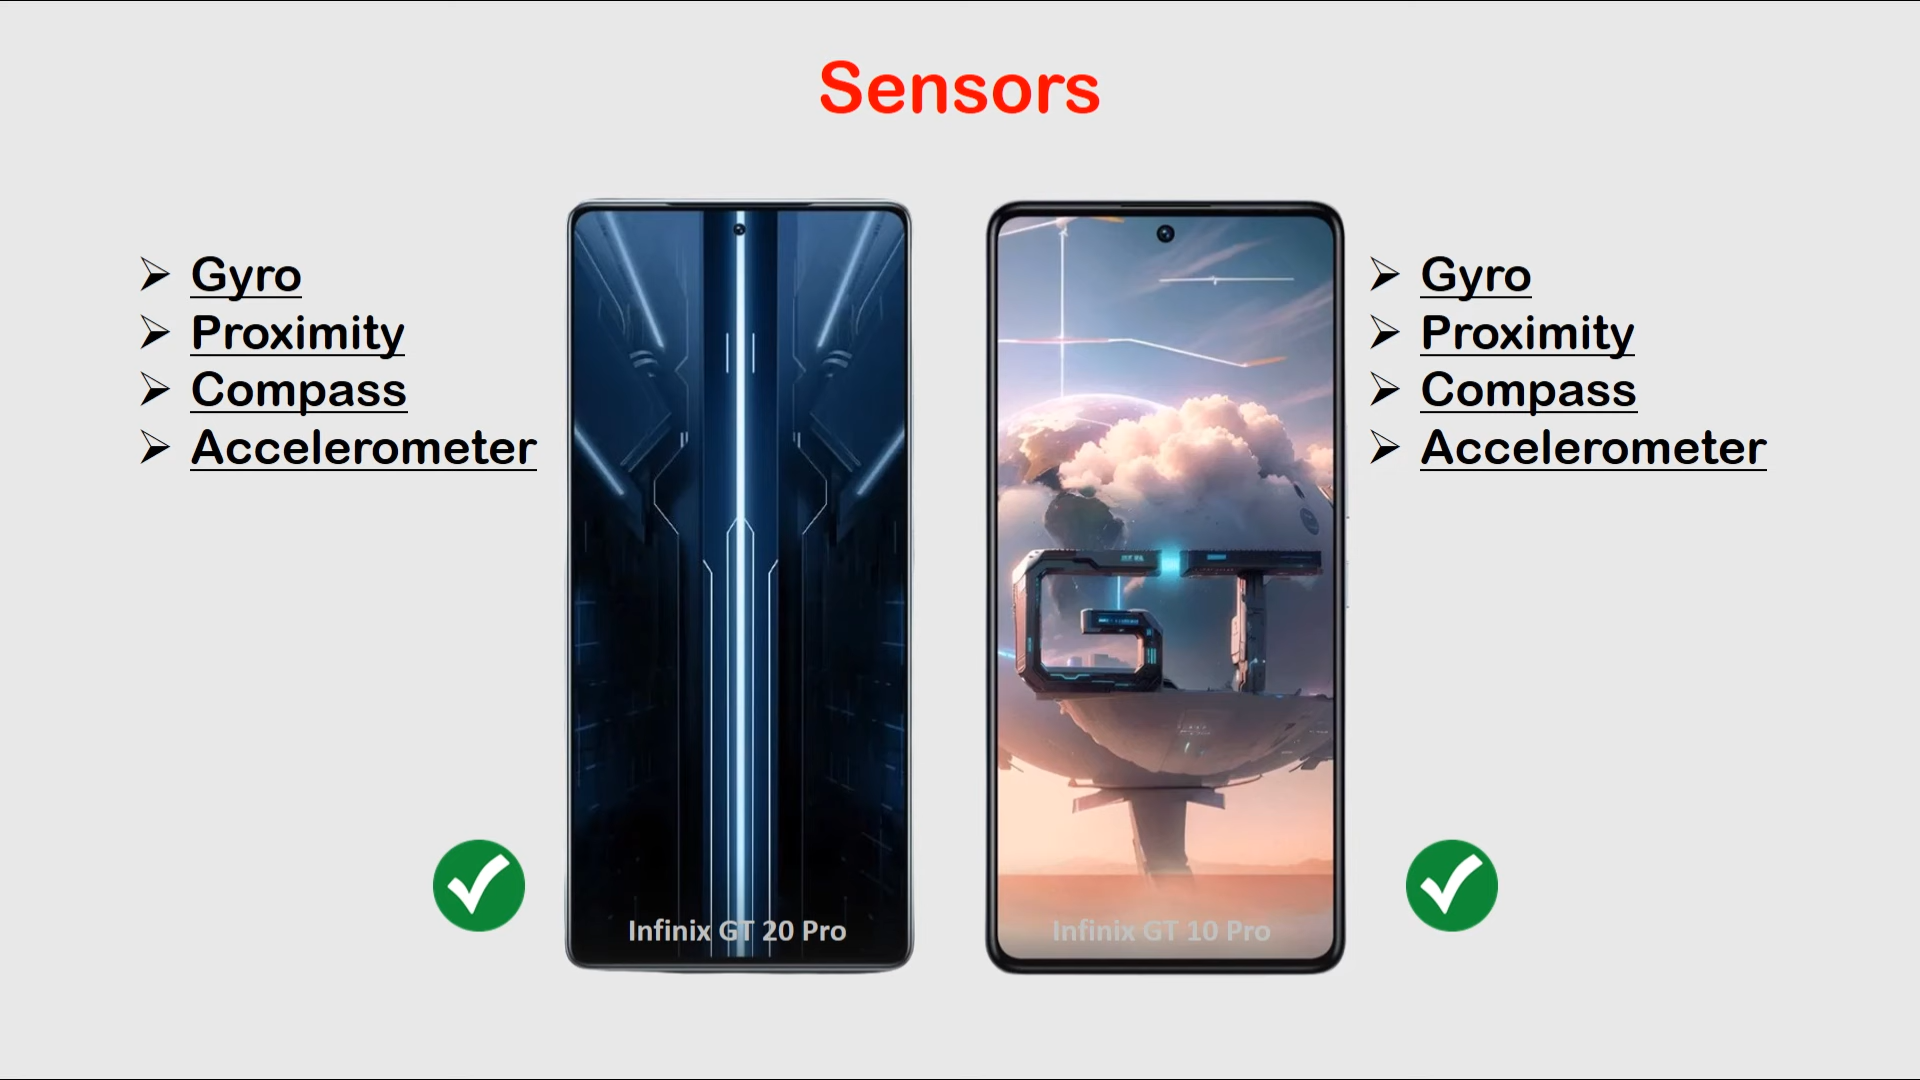 Sensors
Gyro
Proximity
Compass
Accelerometer
Infinix GT 20 Pro
Gyro
Proximity
Compass
Accelerometer
GT
Infinix GT 10 Pro